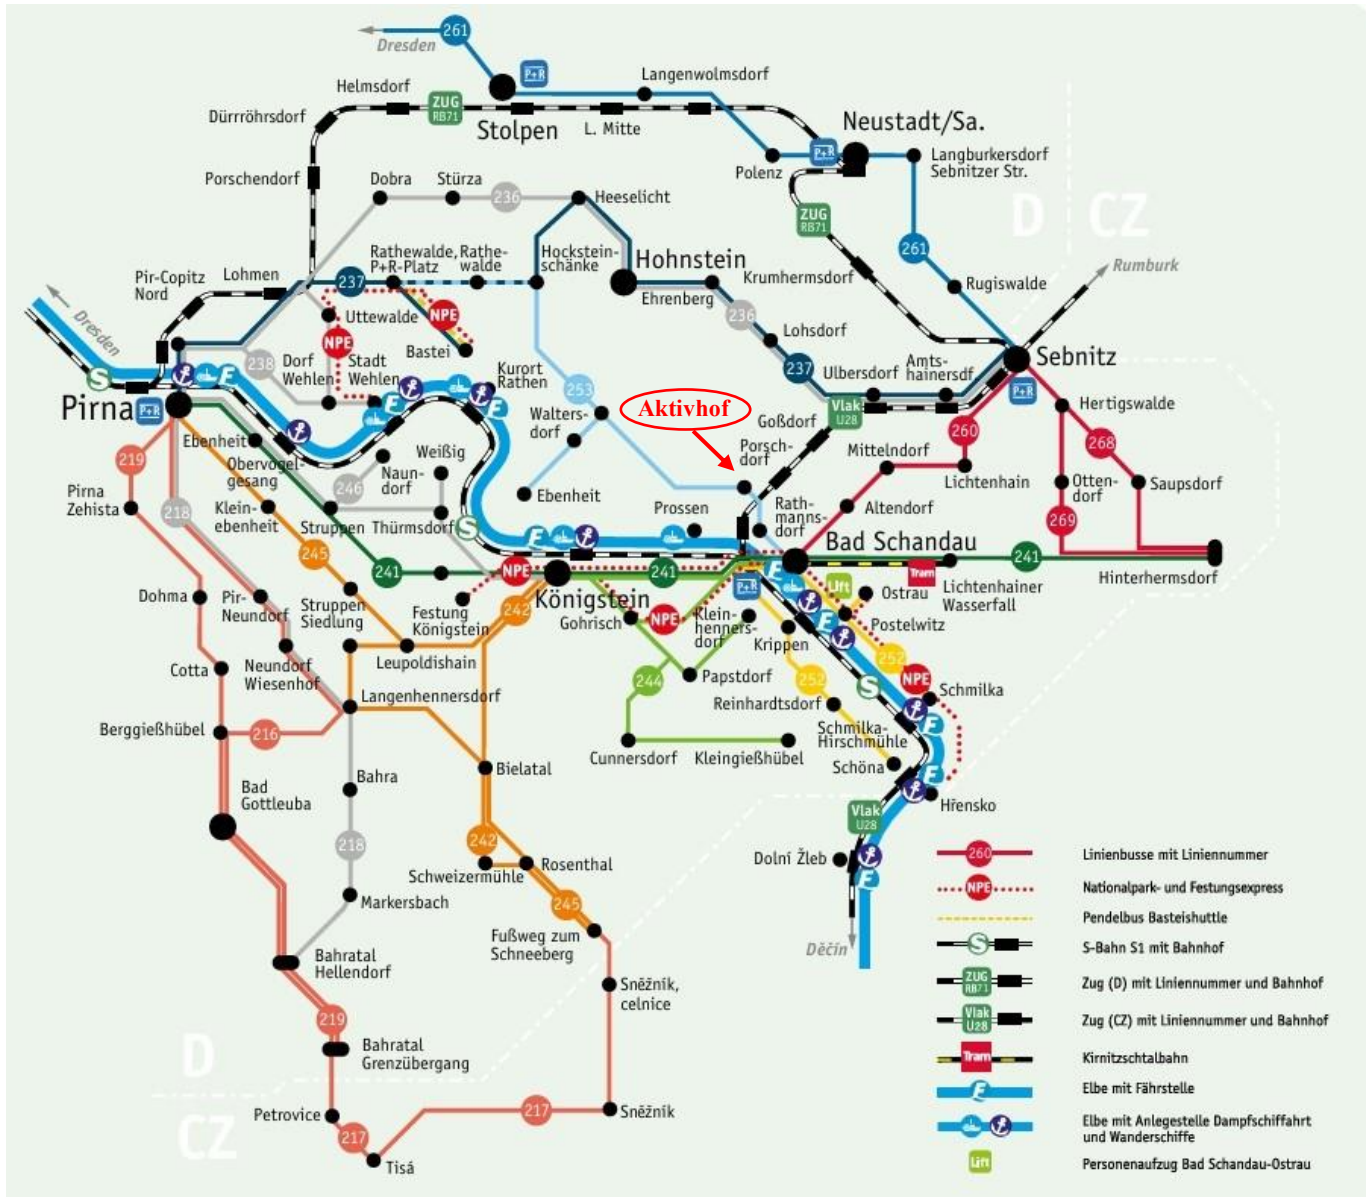 261
Dresden
P+R
Langenwolmsdorf
Helmsdorf
ZUG
RB71
Dürrröhrsdorf
Stolpen
L. Mitte
Neustadt/Sa.
P+R
Langburkersdorf
Sebnitzer Str.
Polenz
Porschendorf
Dobra
Stürza
236
Heeselicht
D
CZ
ZUG
RB71
261
Rathewalde,
P+R-Platz
Rathe-
walde
Hockstein-
schänke
Hohnstein
Krumhermsdorf
Rumburk
Pir-Copitz
Nord
Lohmen
237
Ehrenberg
Rugiswalde
Dresden
Uttewalde
NPE
236
Lohsdorf
NPE
Bastei
Sebnitz
238
Dorf
Wehlen
Stadt
Wehlen
Kurort
Rathen
237
Ulbersdorf
Amts-
hainersdf
S
F
253
P+R
Pirna
P+R
F
F
Aktivhof
Vlak
U28
Hertigswalde
Walters-
dorf
Goßdorf
260
268
Ebenheit
Weißig
Porsch-
dorf
Mittelndorf
219
Obervogel-
gesang
Naun-
dorf
Lichtenhain
Otten-
dorf
Saupsdorf
Pirna
Zehista
246
Ebenheit
218
Klein-
ebenheit
Struppen
Thürmsdorf
S
Prossen
Rath-
manns-
dorf
Altendorf
269
F
Bad Schandau
245
241
NPE
241
241
Tram
Lichtenhainer
Wasserfall
Hinterhermsdorf
F
P+R
Lift
Ostrau
Dohma
Pir-
Neundorf
Struppen
Siedlung
Festung
Königstein
Königstein
242
Gohrisch
NPE
Klein-
henners-
dorf
Krippen
F
Postelwitz
Cotta
Neundorf
Wiesenhof
Leupoldishain
252
NPE
Papstdorf
244
252
S
Schmilka
Langenhennersdorf
Reinhardtsdorf
Berggießhübel
216
Schmilka-
Hirschmühle
F
Cunnersdorf
Kleingießhübel
Schöna
F
Bad
Gottleuba
Bahra
Bielatal
Hřensko
Vlak
U28
218
242
Dolní Žleb
F
260
Linienbusse mit Liniennummer
Schweizermühle
Rosenthal
NPE
Nationalpark- und Festungsexpress
Markersbach
245
Pendelbus Basteishuttle
Fußweg zum
Schneeberg
Děčín
S
S-Bahn S1 mit Bahnhof
Bahratal
Hellendorf
Sněžník,
celnice
ZUG
RB71
Zug (D) mit Liniennummer und Bahnhof
219
Vlak
U28
Zug (CZ) mit Liniennummer und Bahnhof
D
Bahratal
Grenzübergang
Tram
Kirnitzschtalbahn
F
Elbe mit Fährstelle
Petrovice
217
Sněžník
CZ
217
Elbe mit Anlegestelle Dampfschiffahrt
und Wanderschiffe
Tisá
Lift
Personenaufzug Bad Schandau-Ostrau